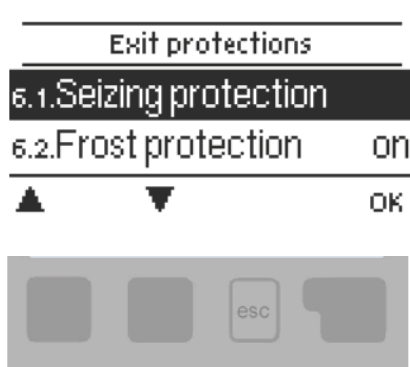 Exit protections
6.1.Seizing protection
6.2.Frost protection on
OK
esc